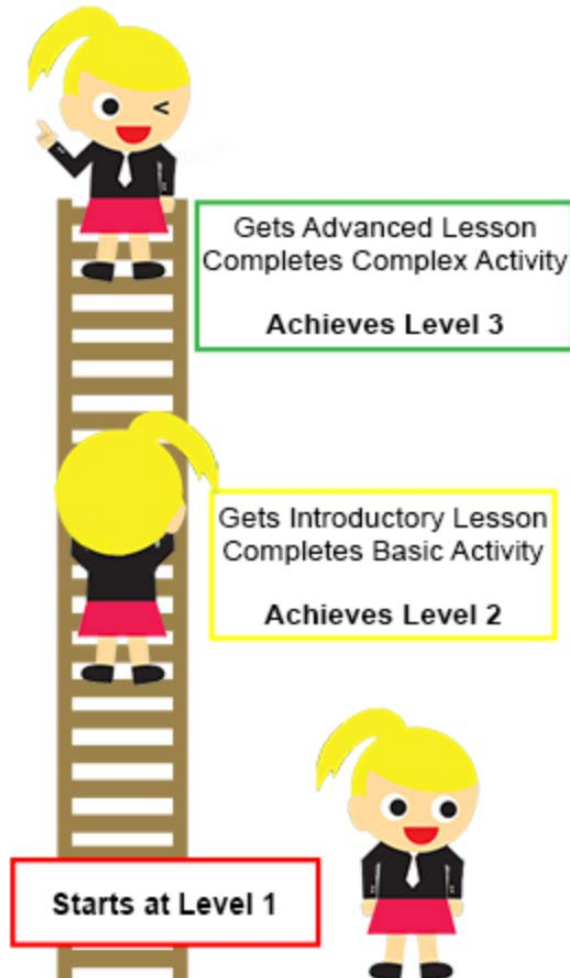 Gets Advanced Lesson
Completes Complex Activity
Achieves Level 3
Gets Introductory Lesson
Completes Basic Activity
Achieves Level 2
Starts at Level 1